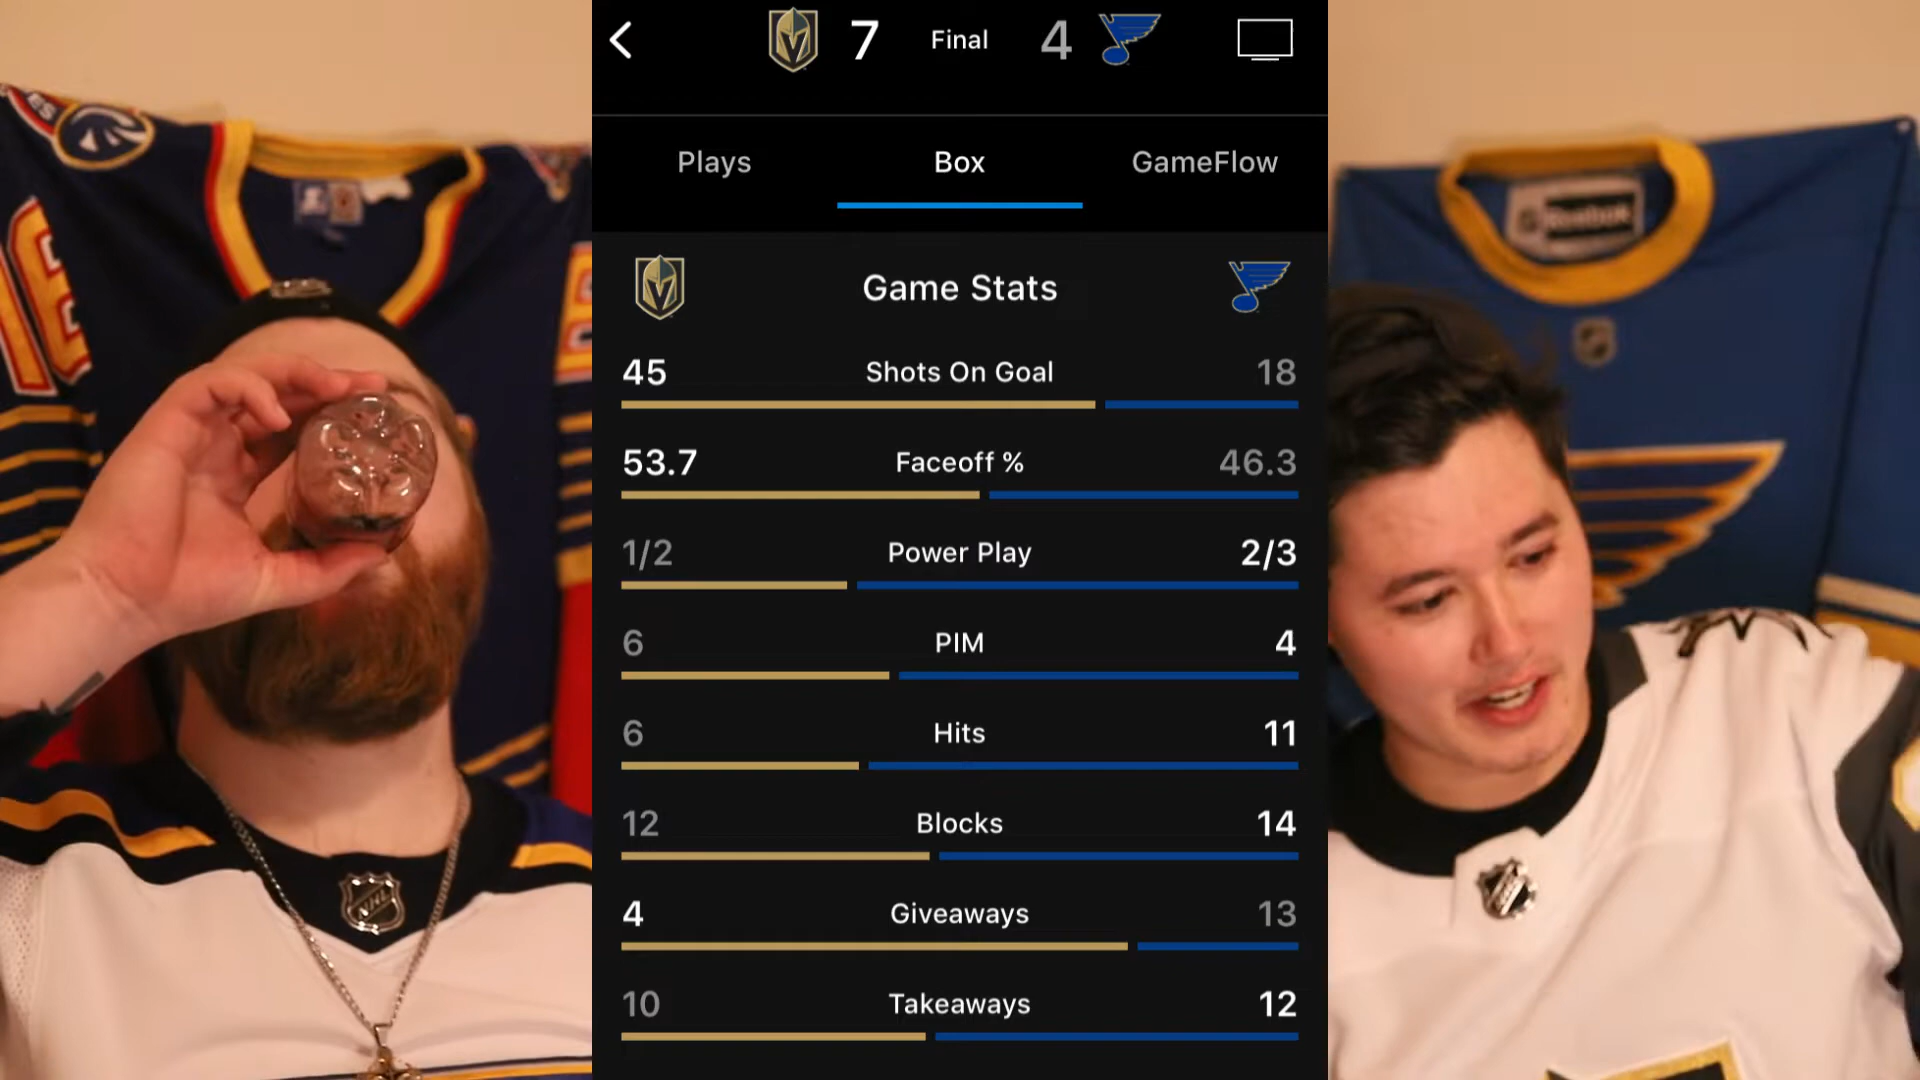 7 Final 4
Plays Box GameFlow
Game Stats
45 Shots On Goal 18
53.7 Faceoff % 46.3
1/2 Power Play 2/3
6 PIM 4
6 Hits 11
12 Blocks 14
4 Giveaways 13
10 Takeaways 12
Reebok
NHL